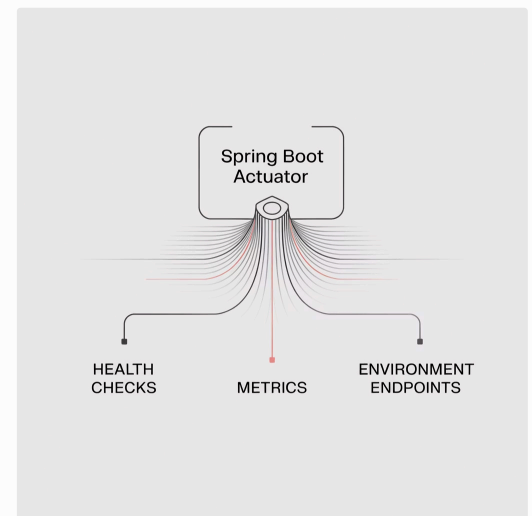 Spring Boot
Actuator
HEALTH
CHECKS
METRICS
ENVIRONMENT
ENDPOINTS